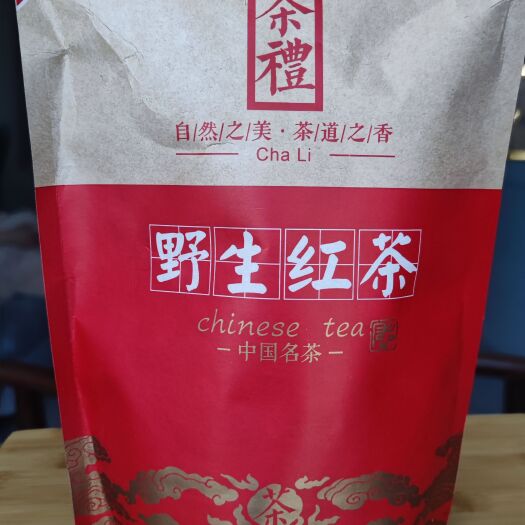 茶禮
自/然/之/美·茶/道/之/香
Cha Li
野生红茶
chinese tea
中国名茶
茶